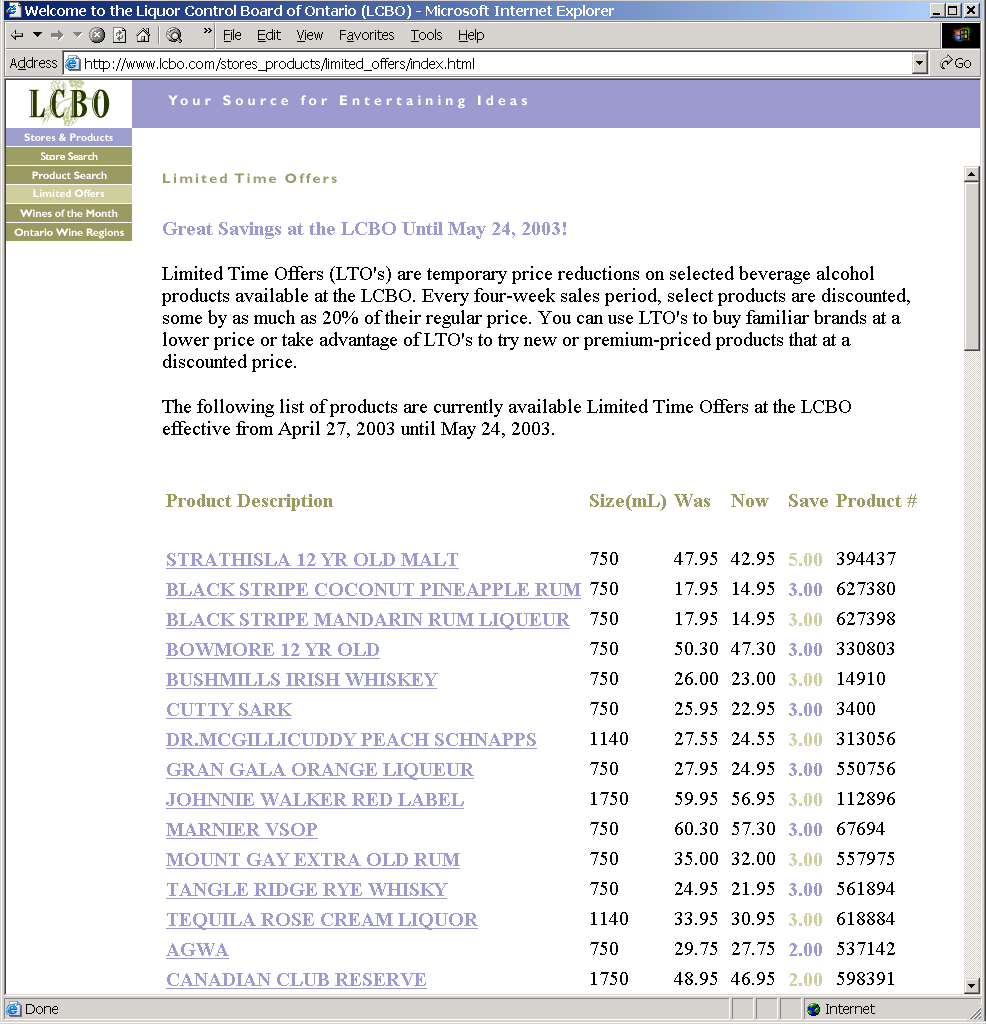 Welcome to the Liquor Control Board of Ontario (LCBO) - Microsoft Internet Explorer
» File Edit View Favorites Tools Help
Address http://www.lcbo.com/stores_products/limited_offers/index.html Go
LCBO
Your Source for Entertaining Ideas
Stores & Products
Store Search
Product Search
Limited Offers
Wines of the Month
Ontario Wine Regions
Limited Time Offers
Great Savings at the LCBO Until May 24, 2003!
Limited Time Offers (LTO's) are temporary price reductions on selected beverage alcohol
products available at the LCBO. Every four-week sales period, select products are discounted,
some by as much as 20% of their regular price. You can use LTO's to buy familiar brands at a
lower price or take advantage of LTO's to try new or premium-priced products that at a
discounted price.
The following list of products are currently available Limited Time Offers at the LCBO
effective from April 27, 2003 until May 24, 2003.
Product Description Size(mL) Was Now Save Product #
STRATHISLA 12 YR OLD MALT 750 47.95 42.95 5.00 394437
BLACK STRIPE COCONUT PINEAPPLE RUM 750 17.95 14.95 3.00 627380
BLACK STRIPE MANDARIN RUM LIQUEUR 750 17.95 14.95 3.00 627398
BOWMORE 12 YR OLD 750 50.30 47.30 3.00 330803
BUSHMILLS IRISH WHISKEY 750 26.00 23.00 3.00 14910
CUTTY SARK 750 25.95 22.95 3.00 3400
DR.MCGILLICUDDY PEACH SCHNAPPS 1140 27.55 24.55 3.00 313056
GRAN GALA ORANGE LIQUEUR 750 27.95 24.95 3.00 550756
JOHNNIE WALKER RED LABEL 1750 59.95 56.95 3.00 112896
MARNIER VSOP 750 60.30 57.30 3.00 67694
MOUNT GAY EXTRA OLD RUM 750 35.00 32.00 3.00 557975
TANGLE RIDGE RYE WHISKY 750 24.95 21.95 3.00 561894
TEQUILA ROSE CREAM LIQUOR 1140 33.95 30.95 3.00 618884
AGWA 750 29.75 27.75 2.00 537142
CANADIAN CLUB RESERVE 1750 48.95 46.95 2.00 598391
Done Internet